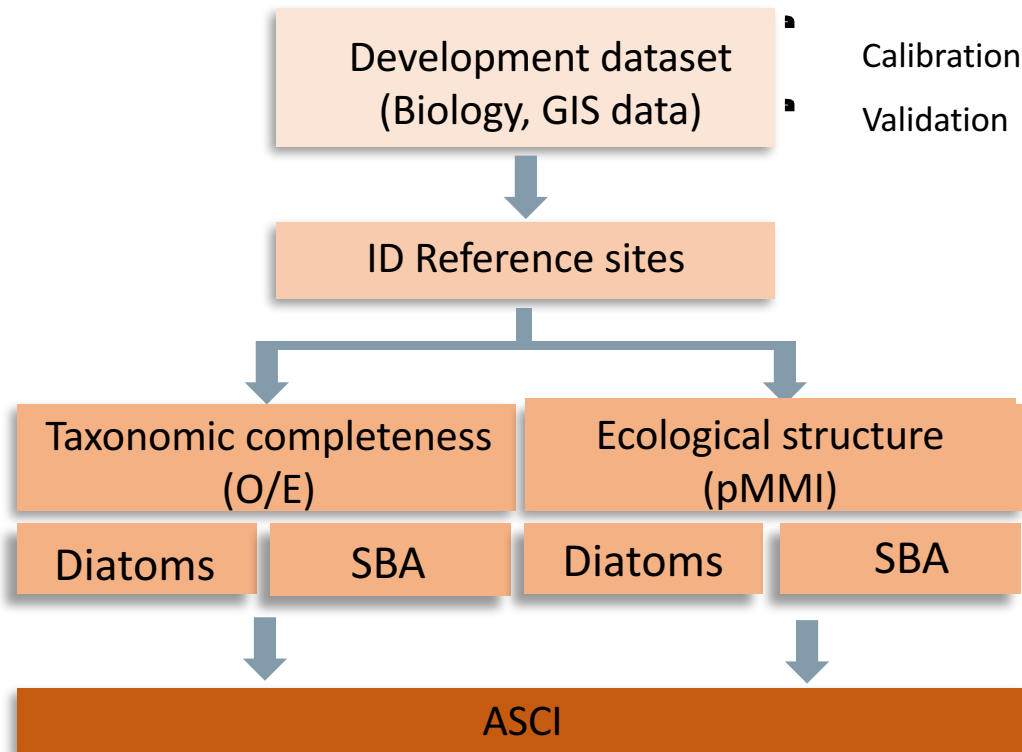 Development dataset
(Biology, GIS data)
Calibration
Validation
ID Reference sites
Taxonomic completeness
(O/E)
Ecological structure
(pMMI)
Diatoms
SBA
Diatoms
SBA
ASCI